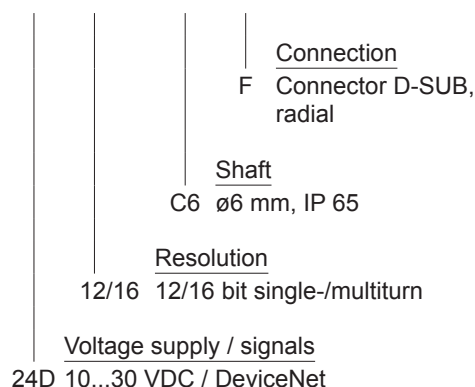 Connection
F Connector D-SUB,
radial
Shaft
C6 ø6 mm, IP 65
Resolution
12/16 12/16 bit single-/multiturn
Voltage supply / signals
24D 10...30 VDC / DeviceNet